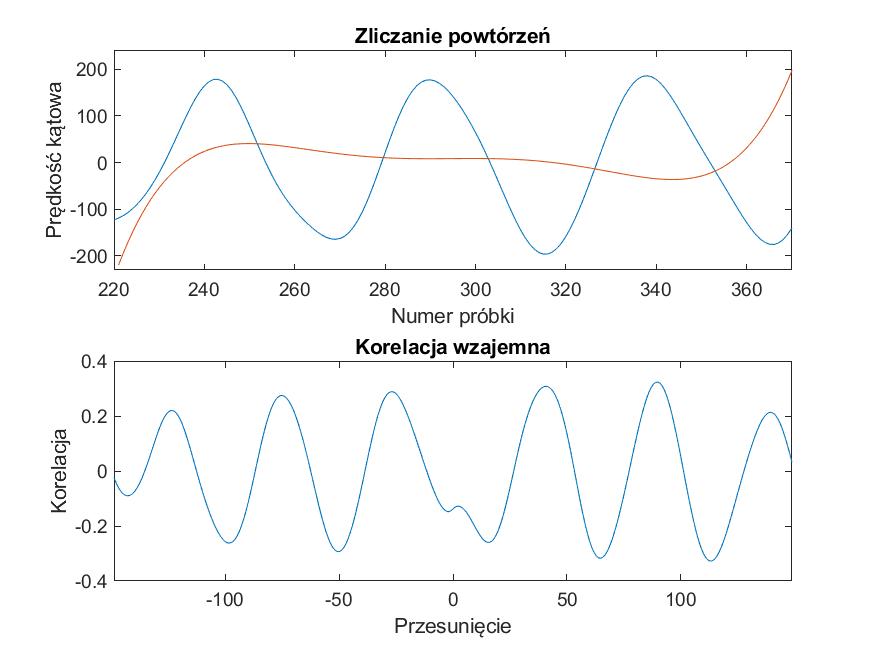 Zliczanie powtórzeń
Prędkość kątowa
200
100
0
-100
-200
220 240 260 280 300 320 340 360
Numer próbki
Korelacja wzajemna
Korelacja
0.4
0.2
0
-0.2
-0.4
-100 -50 0 50 100
Przesunięcie